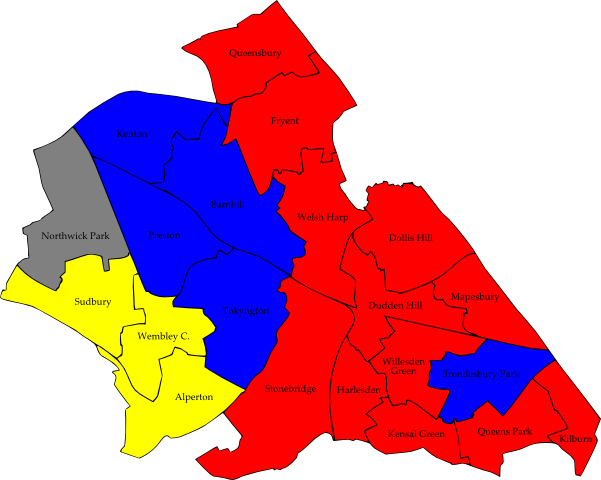 Queensbury
Fryent
Kenton
Barnhill
Welsh Harp
Northwick Park
Preston
Dollis Hill
Sudbury
Tokyngton
Dudden Hill
Mapesbury
Wembley C.
Willesden
Green
Brondesbury Park
Alperton
Stonebridge
Harlesden
Kensal Green
Queens Park
Kilburn